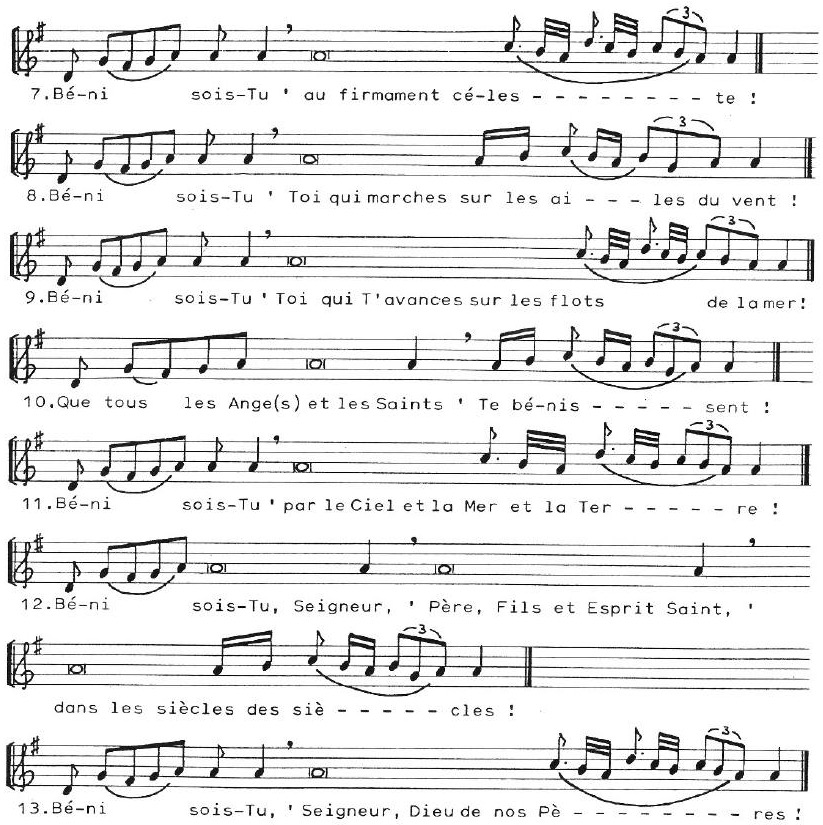 7.Bé-ni sois-Tu ' au firmament cé-les - - - - - - - - te !
8.Bé-ni sois-Tu ' Toi qui marches sur les ai - - - les du vent !
9.Bé-ni sois-Tu ' Toi qui T'avances sur les flots de la mer!
10.Que tous les Ange(s) et les Saints ' Te bé-nis - - - - - sent !
11.Bé-ni sois-Tu ' par le Ciel et la Mer et la Ter - - - - - re !
12.Bé-ni sois-Tu, Seigneur, ' Père, Fils et Esprit Saint, '
dans les siècles des siè - - - - - cles !
13.Bé-ni sois-Tu, ' Seigneur, Dieu de nos Pè - - - - - - - - res !